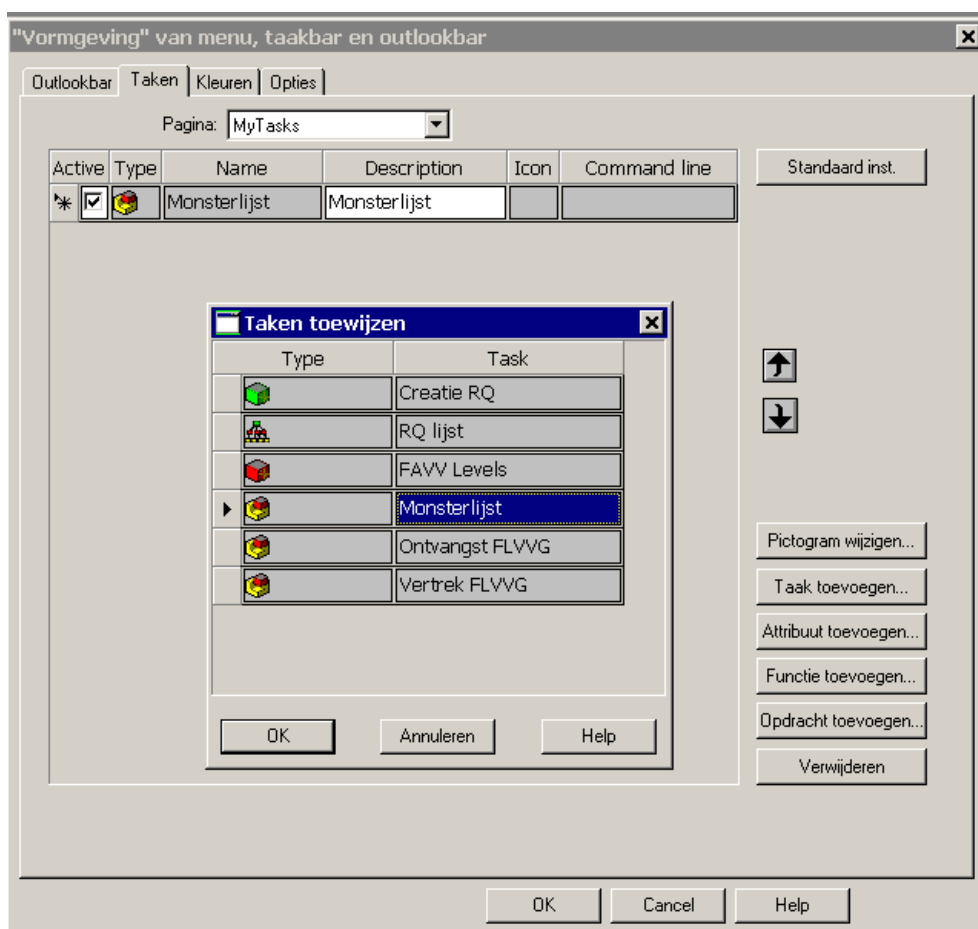 "Vormgeving" van menu, taakbar en outlookbar
Outlookbar Taken Kleuren Opties
Pagina: MyTasks
Active Type Name Description Icon Command line
Monsterlijst Monsterlijst
Standaard inst.
Taken toewijzen
Type Task
Creatie RQ
RQ lijst
FAVV Levels
Monsterlijst
Ontvangst FLVVG
Vertrek FLVVG
OK Annuleren Help
Pictogram wijzigen...
Taak toevoegen...
Attribuut toevoegen...
Functie toevoegen...
Opdracht toevoegen...
Verwijderen
OK Cancel Help